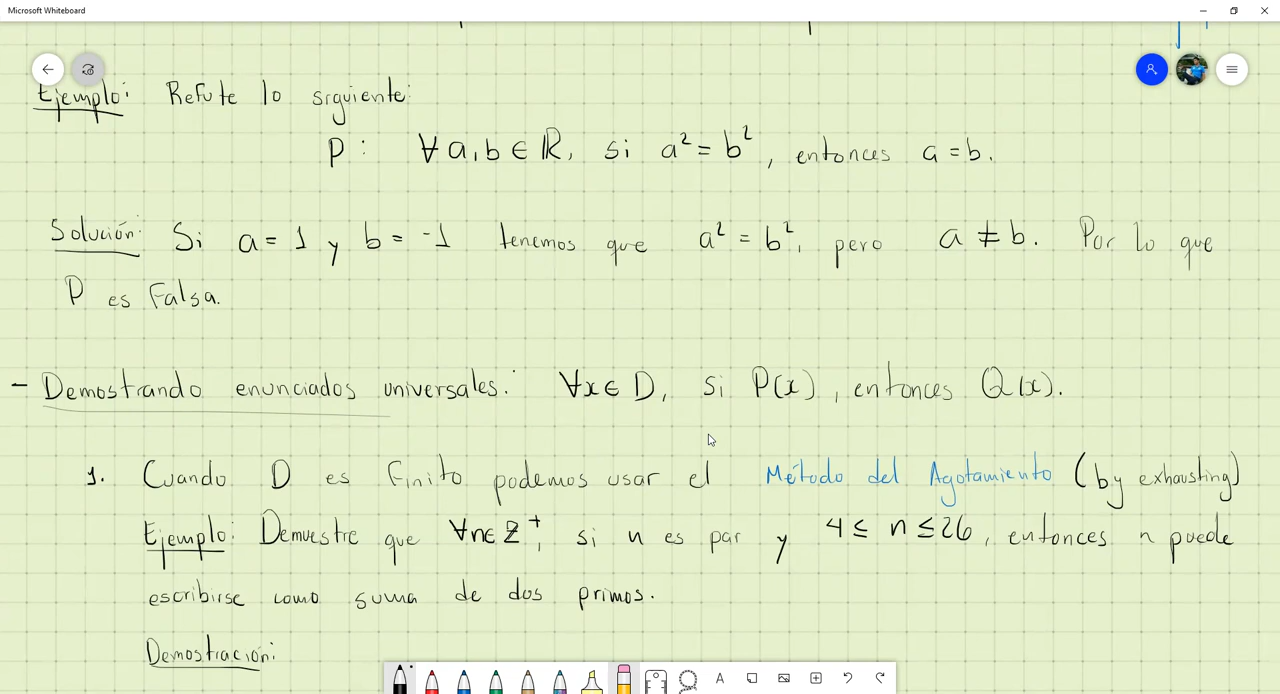 Microsoft Whiteboard
Ejemplo: Refute lo siguiente:
P: ∀ a, b ∈ ℝ, si a² = b², entonces a = b.
Solución: Si a = 1 y b = -1 tenemos que a² = b², pero a ≠ b. Por lo que
P es Falsa.
- Demostrando enunciados universales: ∀x ∈ D, si P(x), entonces Q(x).
1. Cuando D es Finito podemos usar el Método del Agotamiento (by exhausting)
Ejemplo: Demuestre que ∀n ∈ ℤ⁺, si n es par y 4 ≤ n ≤ 26, entonces n puede
escribirse como suma de dos primos.
Demostración:
A